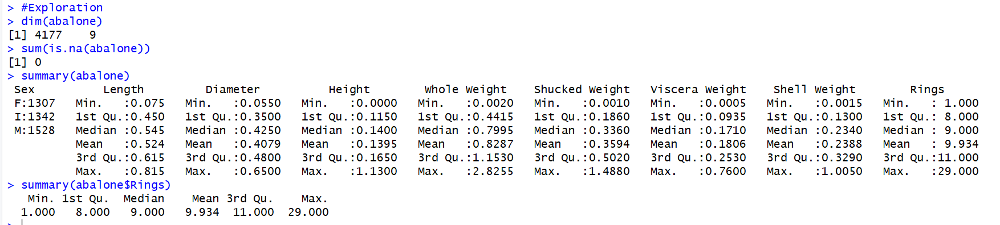 > #Exploration
> dim(abalone)
[1] 4177    9
> sum(is.na(abalone))
[1] 0
> summary(abalone)
 Sex          Length         Diameter          Height        Whole Weight    Shucked Weight   Viscera Weight    Shell Weight        Rings
 F:1307   Min.   :0.075   Min.   :0.0550   Min.   :0.0000   Min.   :0.0020   Min.   :0.0010   Min.   :0.0005   Min.   :0.0015   Min.   : 1.000
 I:1342   1st Qu.:0.450   1st Qu.:0.3500   1st Qu.:0.1150   1st Qu.:0.4415   1st Qu.:0.1860   1st Qu.:0.0935   1st Qu.:0.1300   1st Qu.: 8.000
 M:1528   Median :0.545   Median :0.4250   Median :0.1400   Median :0.7995   Median :0.3360   Median :0.1710   Median :0.2340   Median : 9.000
          Mean   :0.524   Mean   :0.4079   Mean   :0.1395   Mean   :0.8287   Mean   :0.3594   Mean   :0.1806   Mean   :0.2388   Mean   : 9.934
          3rd Qu.:0.615   3rd Qu.:0.4800   3rd Qu.:0.1650   3rd Qu.:1.1530   3rd Qu.:0.5020   3rd Qu.:0.2530   3rd Qu.:0.3290   3rd Qu.:11.000
          Max.   :0.815   Max.   :0.6500   Max.   :1.1300   Max.   :2.8255   Max.   :1.4880   Max.   :0.7600   Max.   :1.0050   Max.   :29.000
> summary(abalone$Rings)
   Min. 1st Qu.  Median    Mean 3rd Qu.    Max.
  1.000   8.000   9.000   9.934  11.000  29.000
>